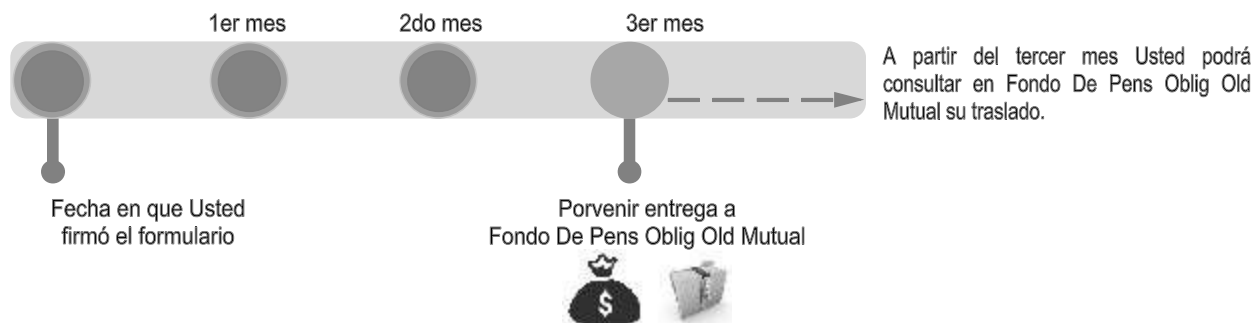 1er mes
2do mes
3er mes
A partir del tercer mes Usted podrá
consultar en Fondo De Pens Oblig Old
Mutual su traslado.
Fecha en que Usted
firmó el formulario
Porvenir entrega a
Fondo De Pens Oblig Old Mutual
$